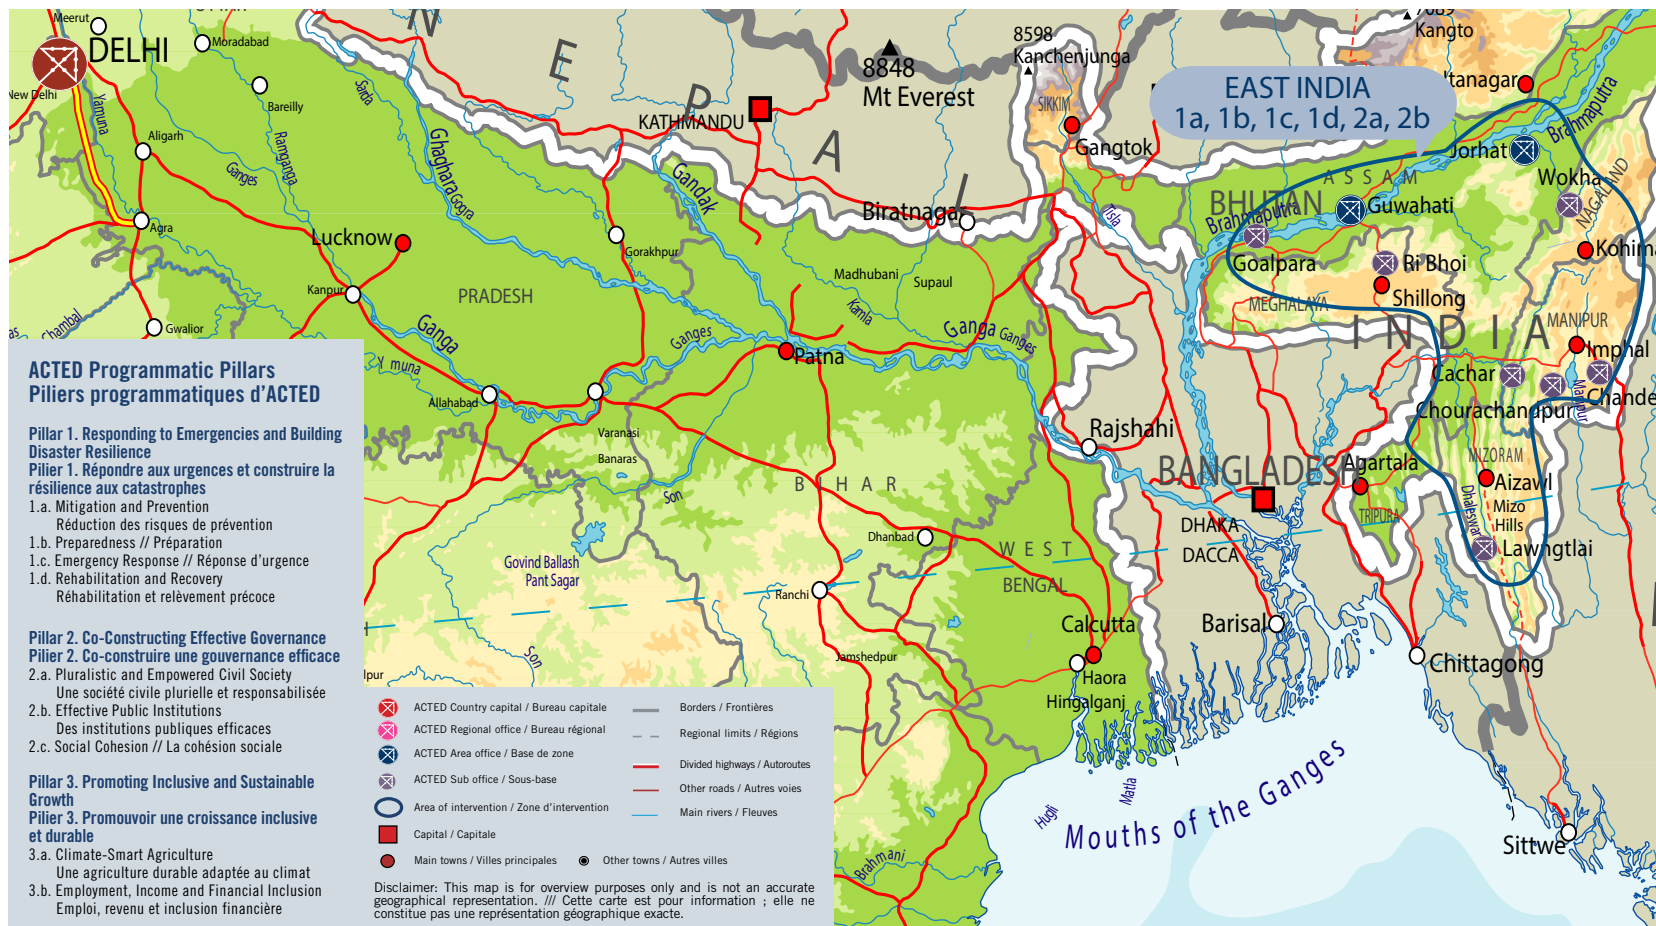 Meerut
DELHI
Moradabad
New Delhi
Bareilly
Yamuna
Aligarh
Ganges
Ramganga
Sarda
Ghaghara
Gogra
Agra
Lucknow
Kanpur
Gwalior
Chambal
PRADESH
Gorakhpur
Ganga
Y muna
Allahabad
Varanasi
Banaras
Ganges
N E P A L
KATHMANDU
8848
Mt Everest
8598
Kanchenjunga
SIKKIM
Gangtok
Gandak
Biratnagar
Tisla
Madhubani
Supaul
Kamla
Ganga
Ganges
Patna
Kangto
Itanagar
EAST INDIA
1a, 1b, 1c, 1d, 2a, 2b
Brahmaputra
Jorhat
Wokha
NAGALAND
ASSAM
BHUTAN
Brahmaputra
Guwahati
Goalpara
Ri Bhoi
Kohim
Shillong
MEGHALAYA
INDIA
MANIPUR
Imphal
Cachar
Chourachandpur
Manipur
Chande
Rajshahi
BANGLADESH
Agartala
MIZORAM
Aizawl
Mizo
Hills
Dhaleswar
TRIPURA
DHAKA
DACCA
Lawngtlai
BIHAR
Son
Dhanbad
WEST
BENGAL
Govind Ballash
Pant Sagar
Ranchi
Calcutta
Barisal
Son
Jamshedpur
Haora
Hingalganj
Chittagong
lpur
Hugli
Matla
Mouths of the Ganges
Brahmani
Sittwe
ACTED Programmatic Pillars
Piliers programmatiques d'ACTED
Pillar 1. Responding to Emergencies and Building
Disaster Resilience
Pilier 1. Répondre aux urgences et construire la
résilience aux catastrophes
1.a. Mitigation and Prevention
Réduction des risques de prévention
1.b. Preparedness // Préparation
1.c. Emergency Response // Réponse d'urgence
1.d. Rehabilitation and Recovery
Réhabilitation et relèvement précoce
Pillar 2. Co-Constructing Effective Governance
Pilier 2. Co-construire une gouvernance efficace
2.a. Pluralistic and Empowered Civil Society
Une société civile plurielle et responsabilisée
2.b. Effective Public Institutions
Des institutions publiques efficaces
2.c. Social Cohesion // La cohésion sociale
Pillar 3. Promoting Inclusive and Sustainable
Growth
Pilier 3. Promouvoir une croissance inclusive
et durable
3.a. Climate-Smart Agriculture
Une agriculture durable adaptée au climat
3.b. Employment, Income and Financial Inclusion
Emploi, revenu et inclusion financière
ACTED Country capital / Bureau capitale
ACTED Regional office / Bureau régional
ACTED Area office / Base de zone
ACTED Sub office / Sous-base
Area of intervention / Zone d'intervention
Capital / Capitale
Main towns / Villes principales
Other towns / Autres villes
Borders / Frontières
Regional limits / Régions
Divided highways / Autoroutes
Other roads / Autres voies
Main rivers / Fleuves
Disclaimer: This map is for overview purposes only and is not an accurate
geographical representation. /// Cette carte est pour information ; elle ne
constitue pas une représentation géographique exacte.